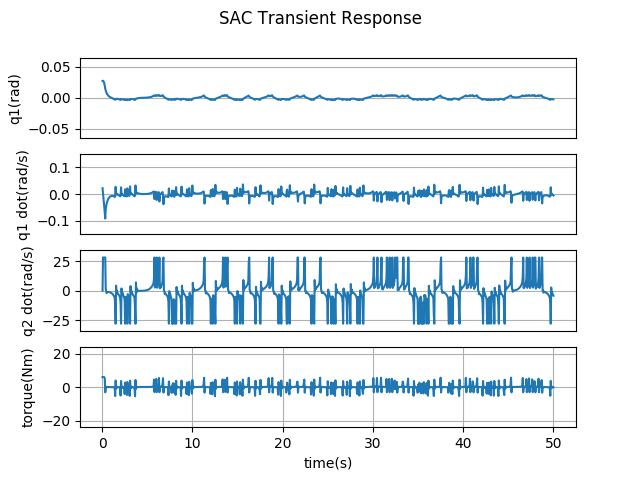 SAC Transient Response
q1(rad)
0.05
0.00
−0.05
q1 dot(rad/s)
0.1
0.0
−0.1
q2 dot(rad/s)
25
0
−25
torque(Nm)
20
0
−20
0 10 20 30 40 50
time(s)